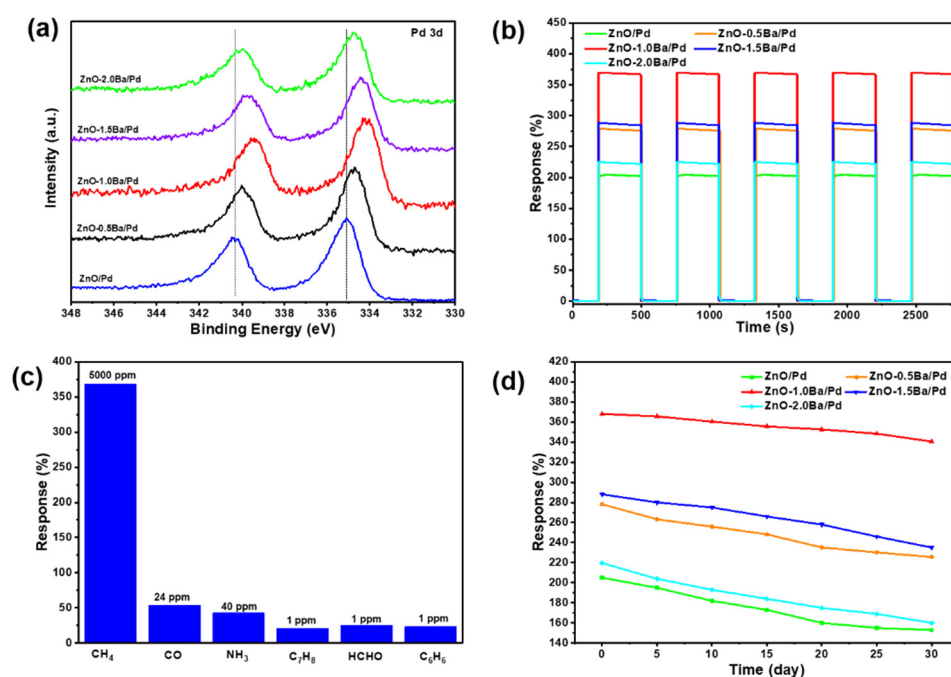 (a)
Pd 3d
ZnO-2.0Ba/Pd
ZnO-1.5Ba/Pd
ZnO-1.0Ba/Pd
ZnO-0.5Ba/Pd
ZnO/Pd
Intensity (a.u.)
348 346 344 342 340 338 336 334 332 330
Binding Energy (eV)
(b)
ZnO/Pd ZnO-0.5Ba/Pd
ZnO-1.0Ba/Pd ZnO-1.5Ba/Pd
ZnO-2.0Ba/Pd
Response (%)
450
400
350
300
250
200
150
100
50
0
0 500 1000 1500 2000 2500
Time (s)
(c)
Response (%)
400
350
300
250
200
150
100
50
0
5000 ppm
24 ppm
40 ppm
1 ppm
1 ppm
1 ppm
CH₄ CO NH₃ C₇H₈ HCHO C₆H₆
(d)
ZnO/Pd ZnO-0.5Ba/Pd
ZnO-1.0Ba/Pd ZnO-1.5Ba/Pd
ZnO-2.0Ba/Pd
Response (%)
420
400
380
360
340
320
300
280
260
240
220
200
180
160
140
0 5 10 15 20 25 30
Time (day)